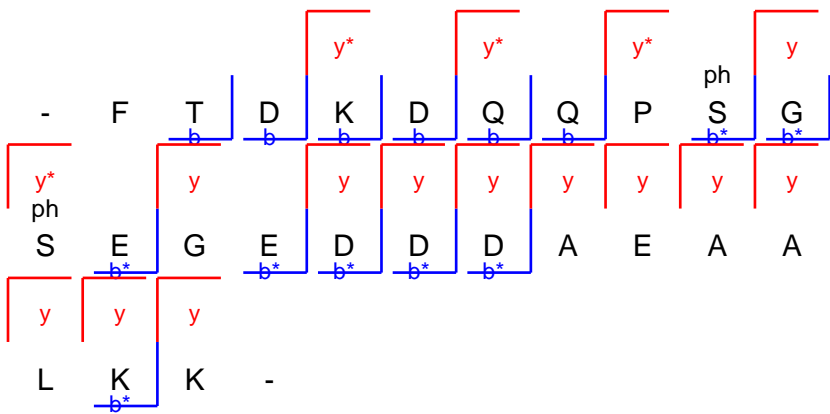 y* y* y* y
ph
- F T D K D Q Q P S G
b b b b b b b* b*
y* y y y y y y y y
ph
S E G E D D D A E A A
b* b* b* b* b*
y y y
L K K -
b*